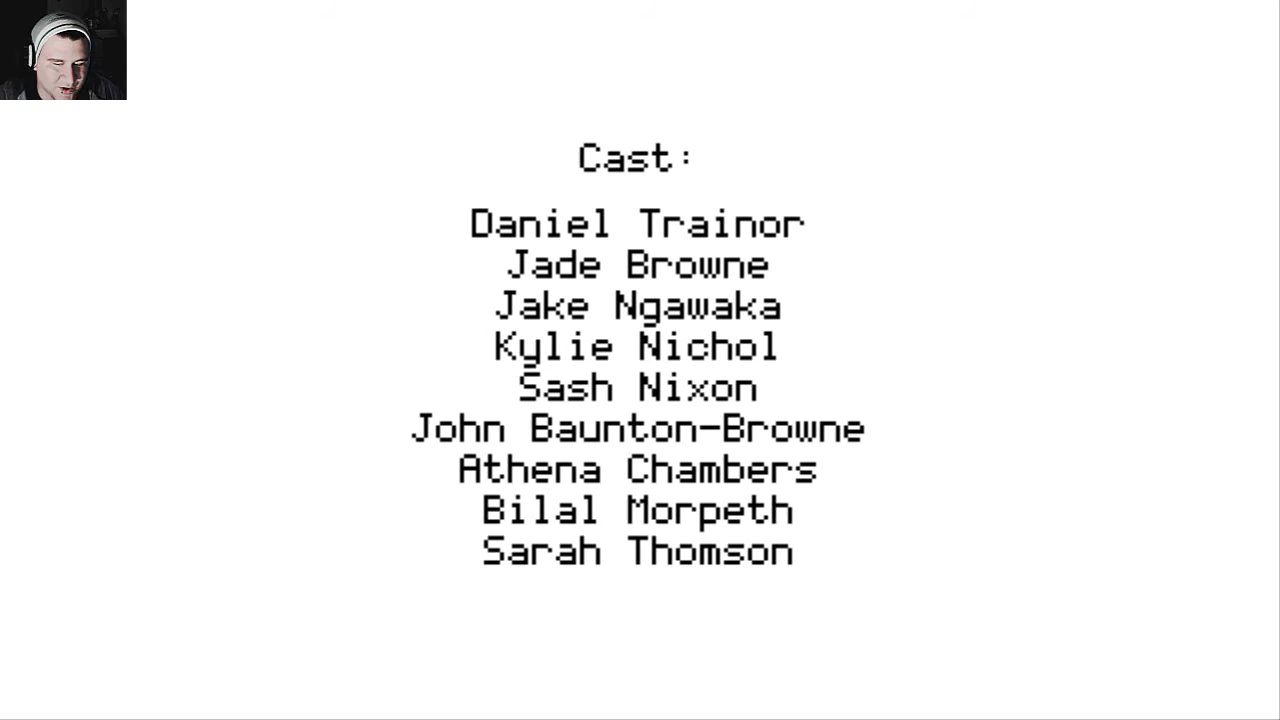 Cast:
Daniel Trainor
Jade Browne
Jake Ngawaka
Kylie Nichol
Sash Nixon
John Baunton-Browne
Athena Chambers
Bilal Morpeth
Sarah Thomson